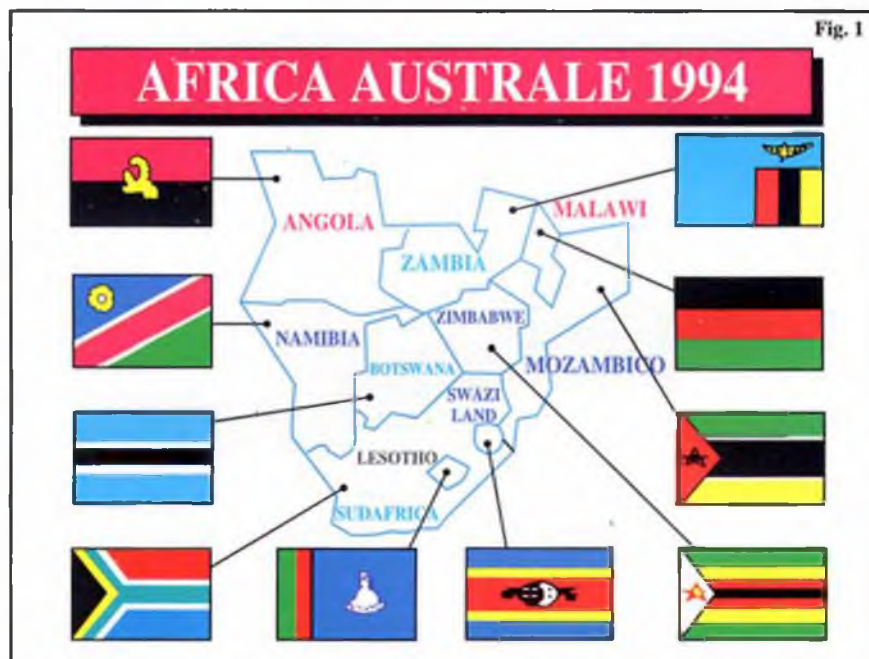 Fig. 1
AFRICA AUSTRALE 1994
ANGOLA
MALAWI
ZAMBIA
NAMIBIA
ZIMBABWE
BOTSWANA
MOZAMBICO
SWAZI
LAND
LESOTHO
SUDAFRICA